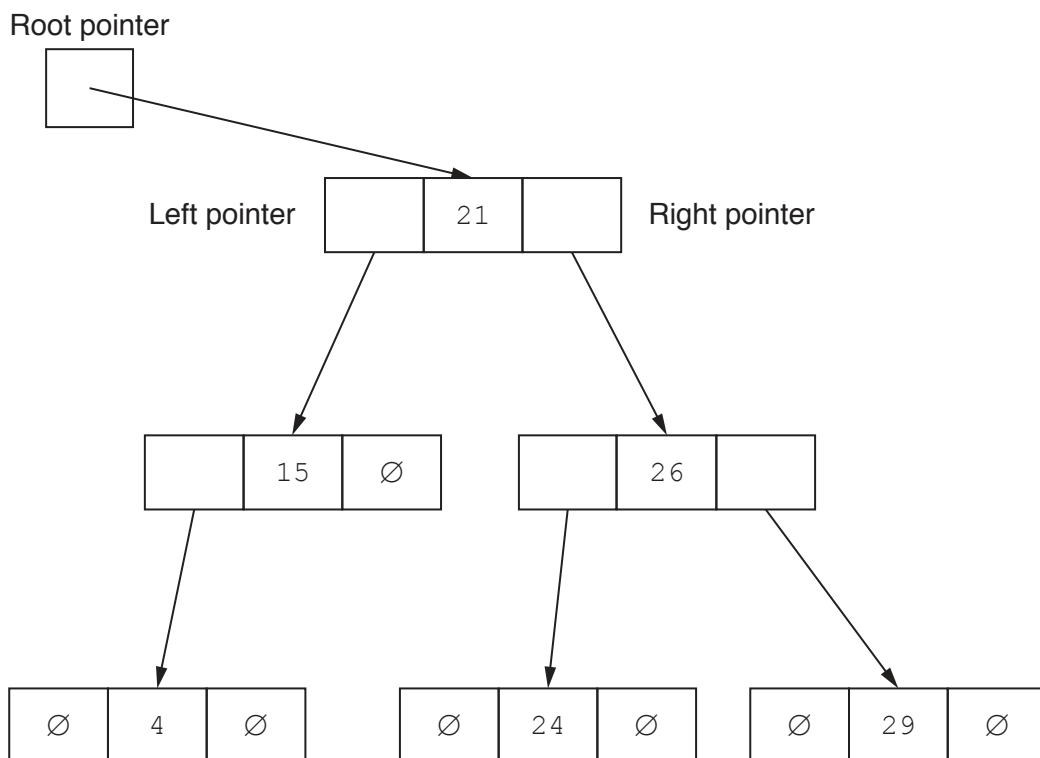 Root pointer
Left pointer 21 Right pointer
15 ∅ 26
∅ 4 ∅ ∅ 24 ∅ ∅ 29 ∅